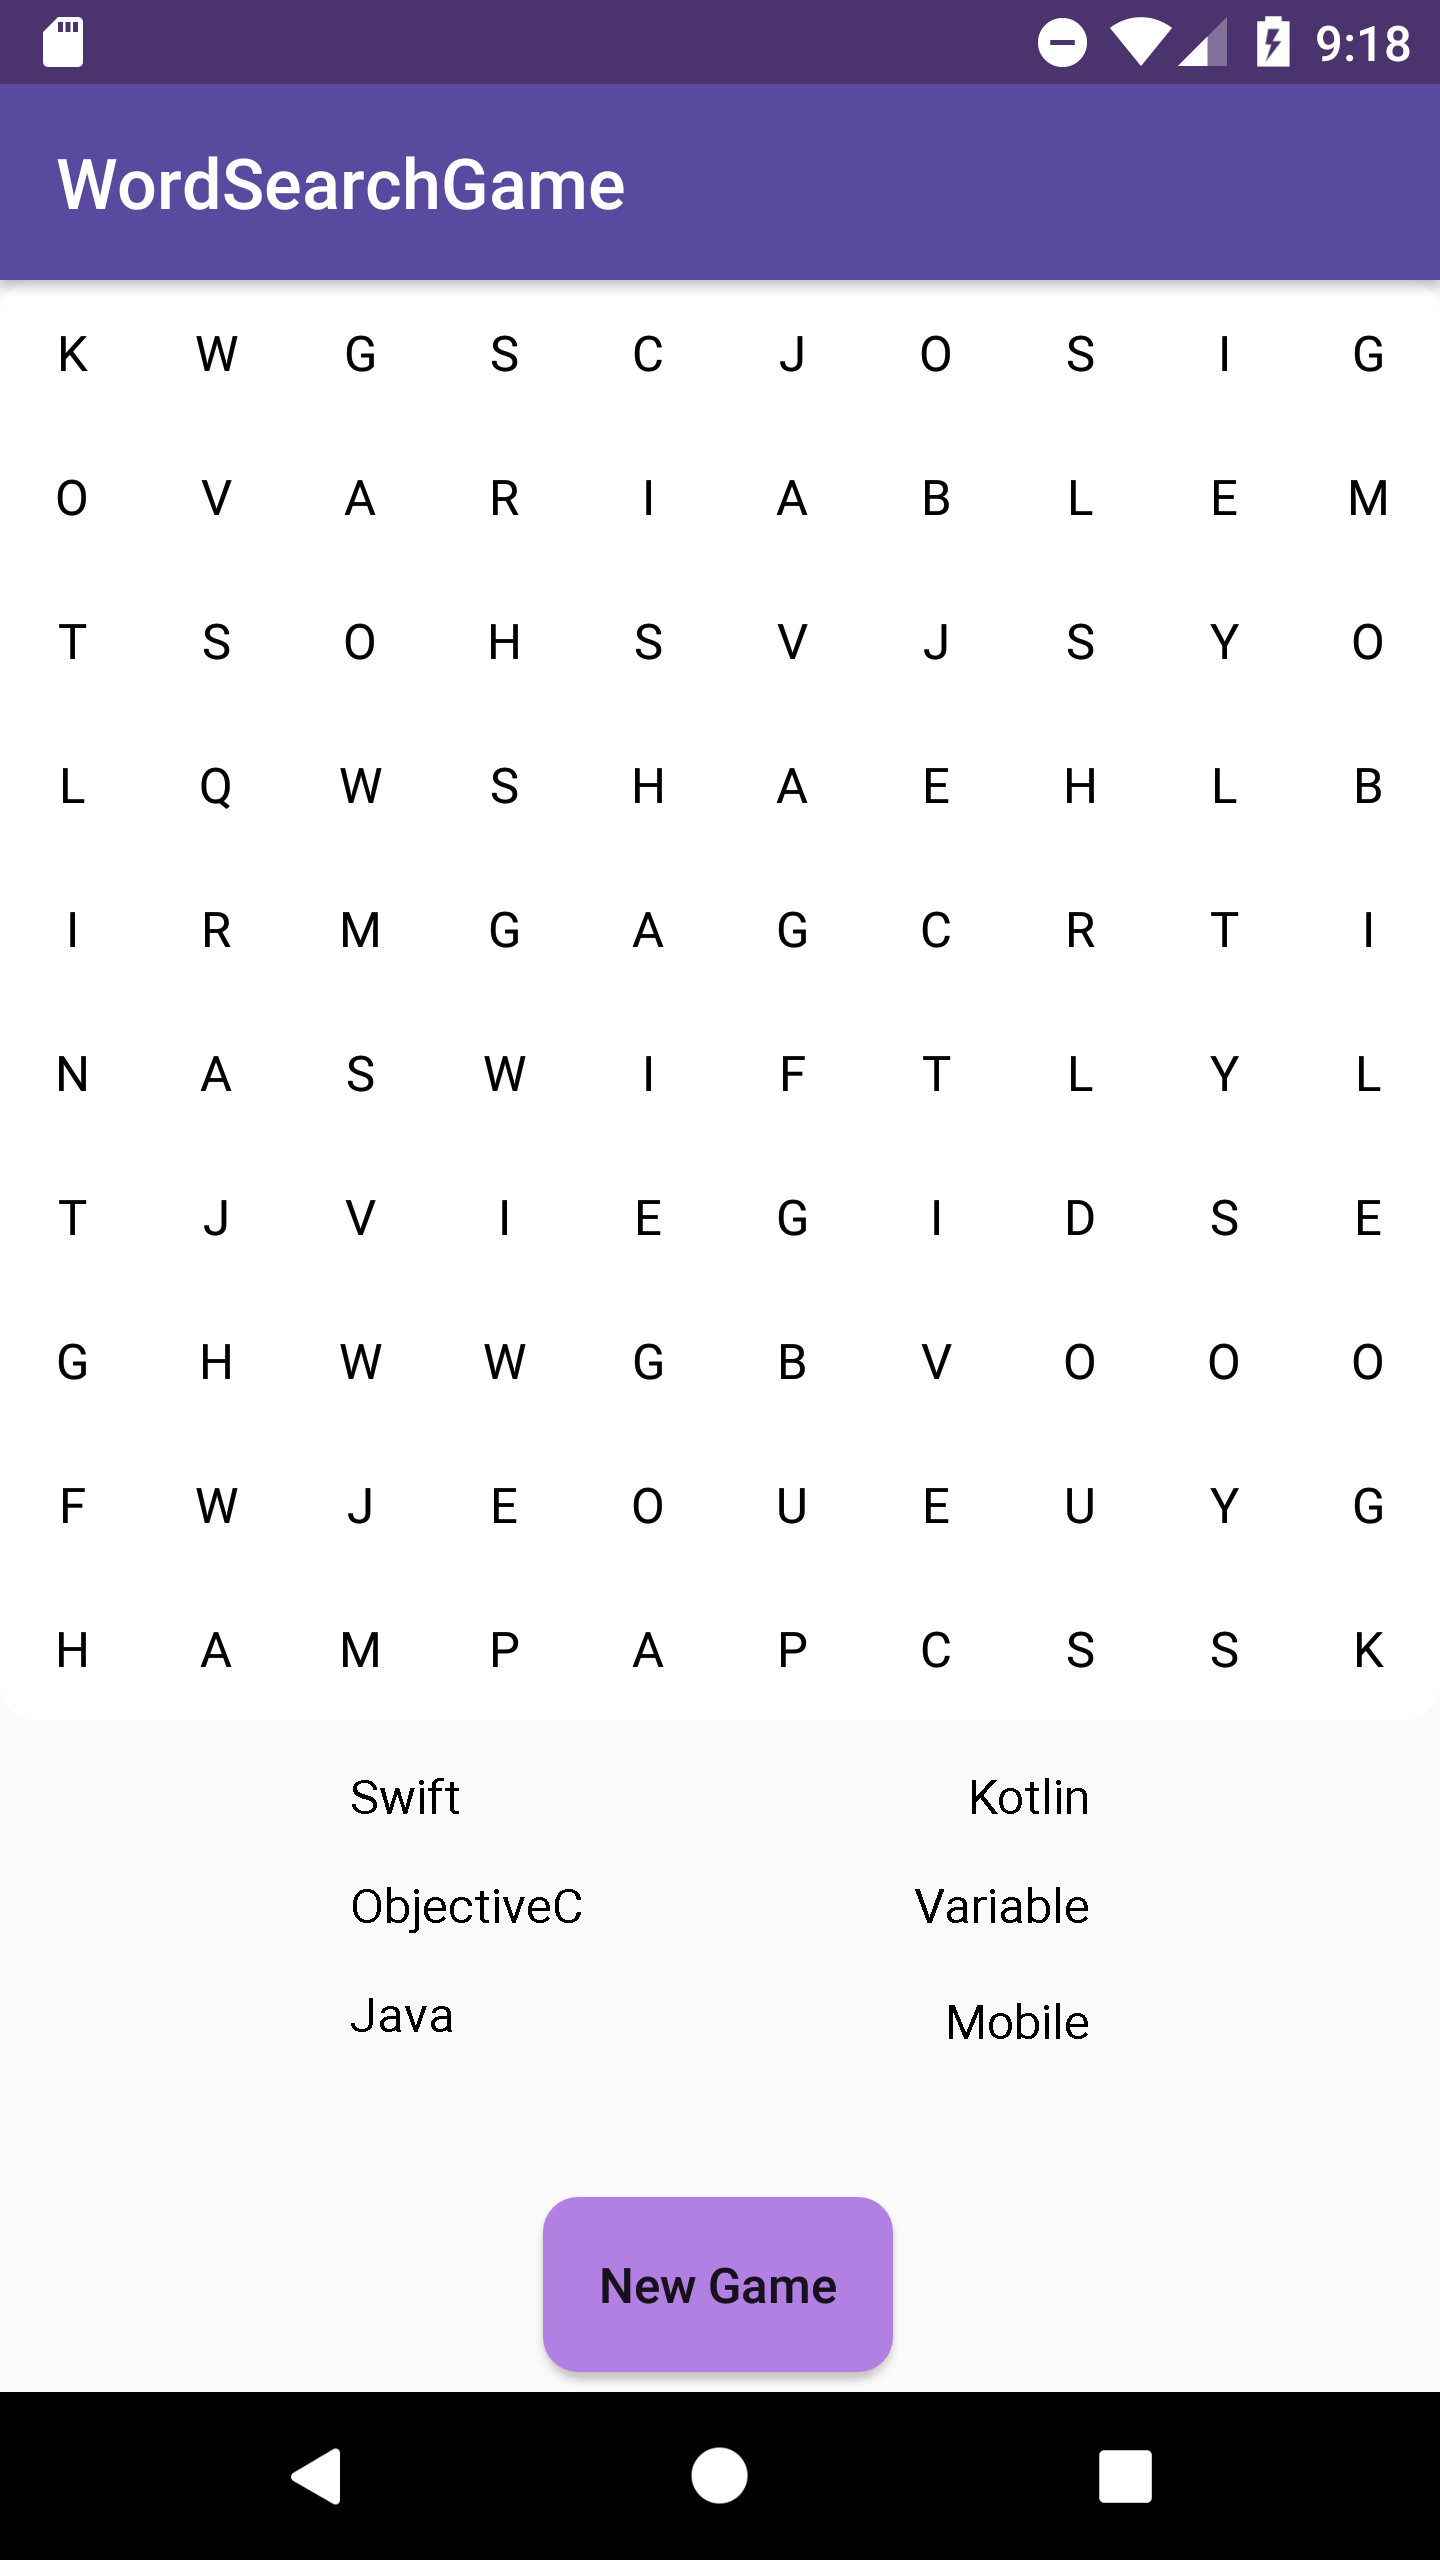 9:18
WordSearchGame
K W G S C J O S I G
O V A R I A B L E M
T S O H S V J S Y O
L Q W S H A E H L B
I R M G A G C R T I
N A S W I F T L Y L
T J V I E G I D S E
G H W W G B V O O O
F W J E O U E U Y G
H A M P A P C S S K
Swift Kotlin
ObjectiveC Variable
Java Mobile
New Game